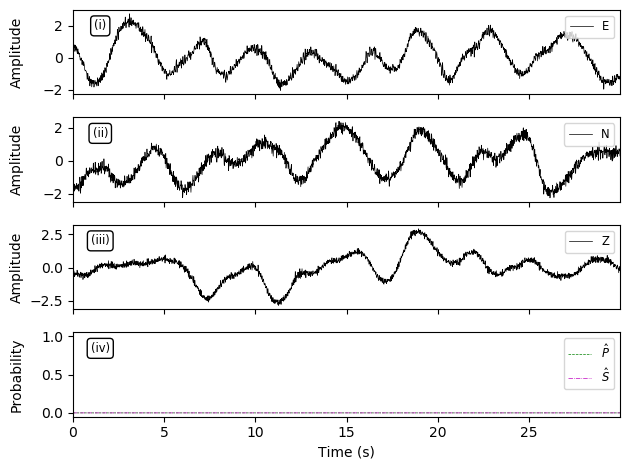 Amplitude
2
0
−2
(i)
E
Amplitude
2
0
−2
(ii)
N
Amplitude
2.5
0.0
−2.5
(iii)
Z
Probability
1.0
0.5
0.0
(iv)
P̂
Ŝ
0 5 10 15 20 25
Time (s)